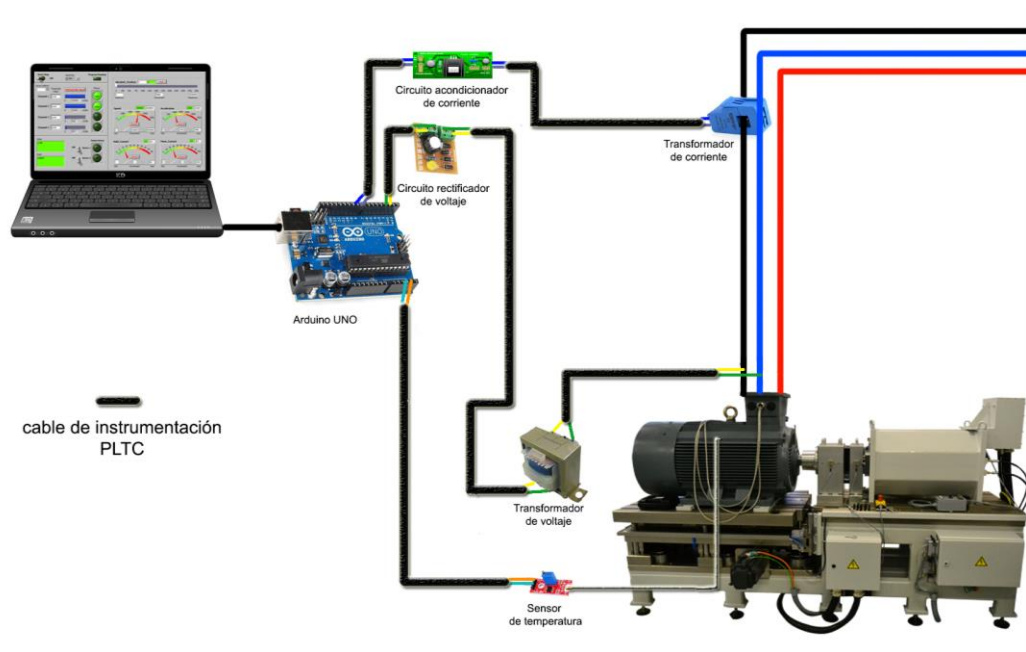 Circuito acondicionador
de corriente
Transformador
de corriente
Circuito rectificador
de voltaje
UNO
Arduino UNO
cable de instrumentación
PLTC
Transformador
de voltaje
Sensor
de temperatura